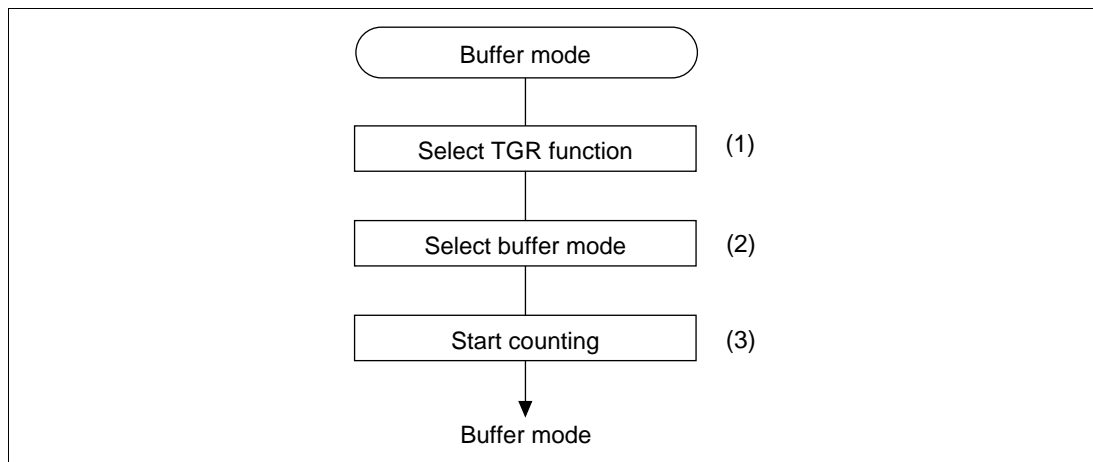 Buffer mode
Select TGR function (1)
Select buffer mode (2)
Start counting (3)
Buffer mode